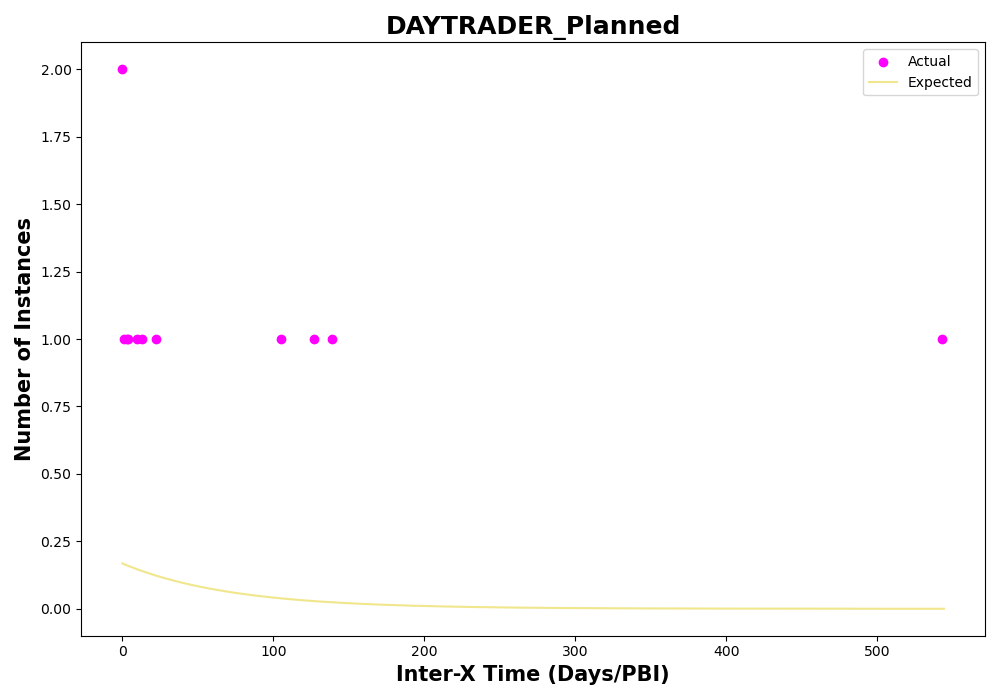 DAYTRADER_Planned
Actual
Expected
2.00
1.75
1.50
1.25
1.00
0.75
0.50
0.25
0.00
Number of Instances
0 100 200 300 400 500
Inter-X Time (Days/PBI)